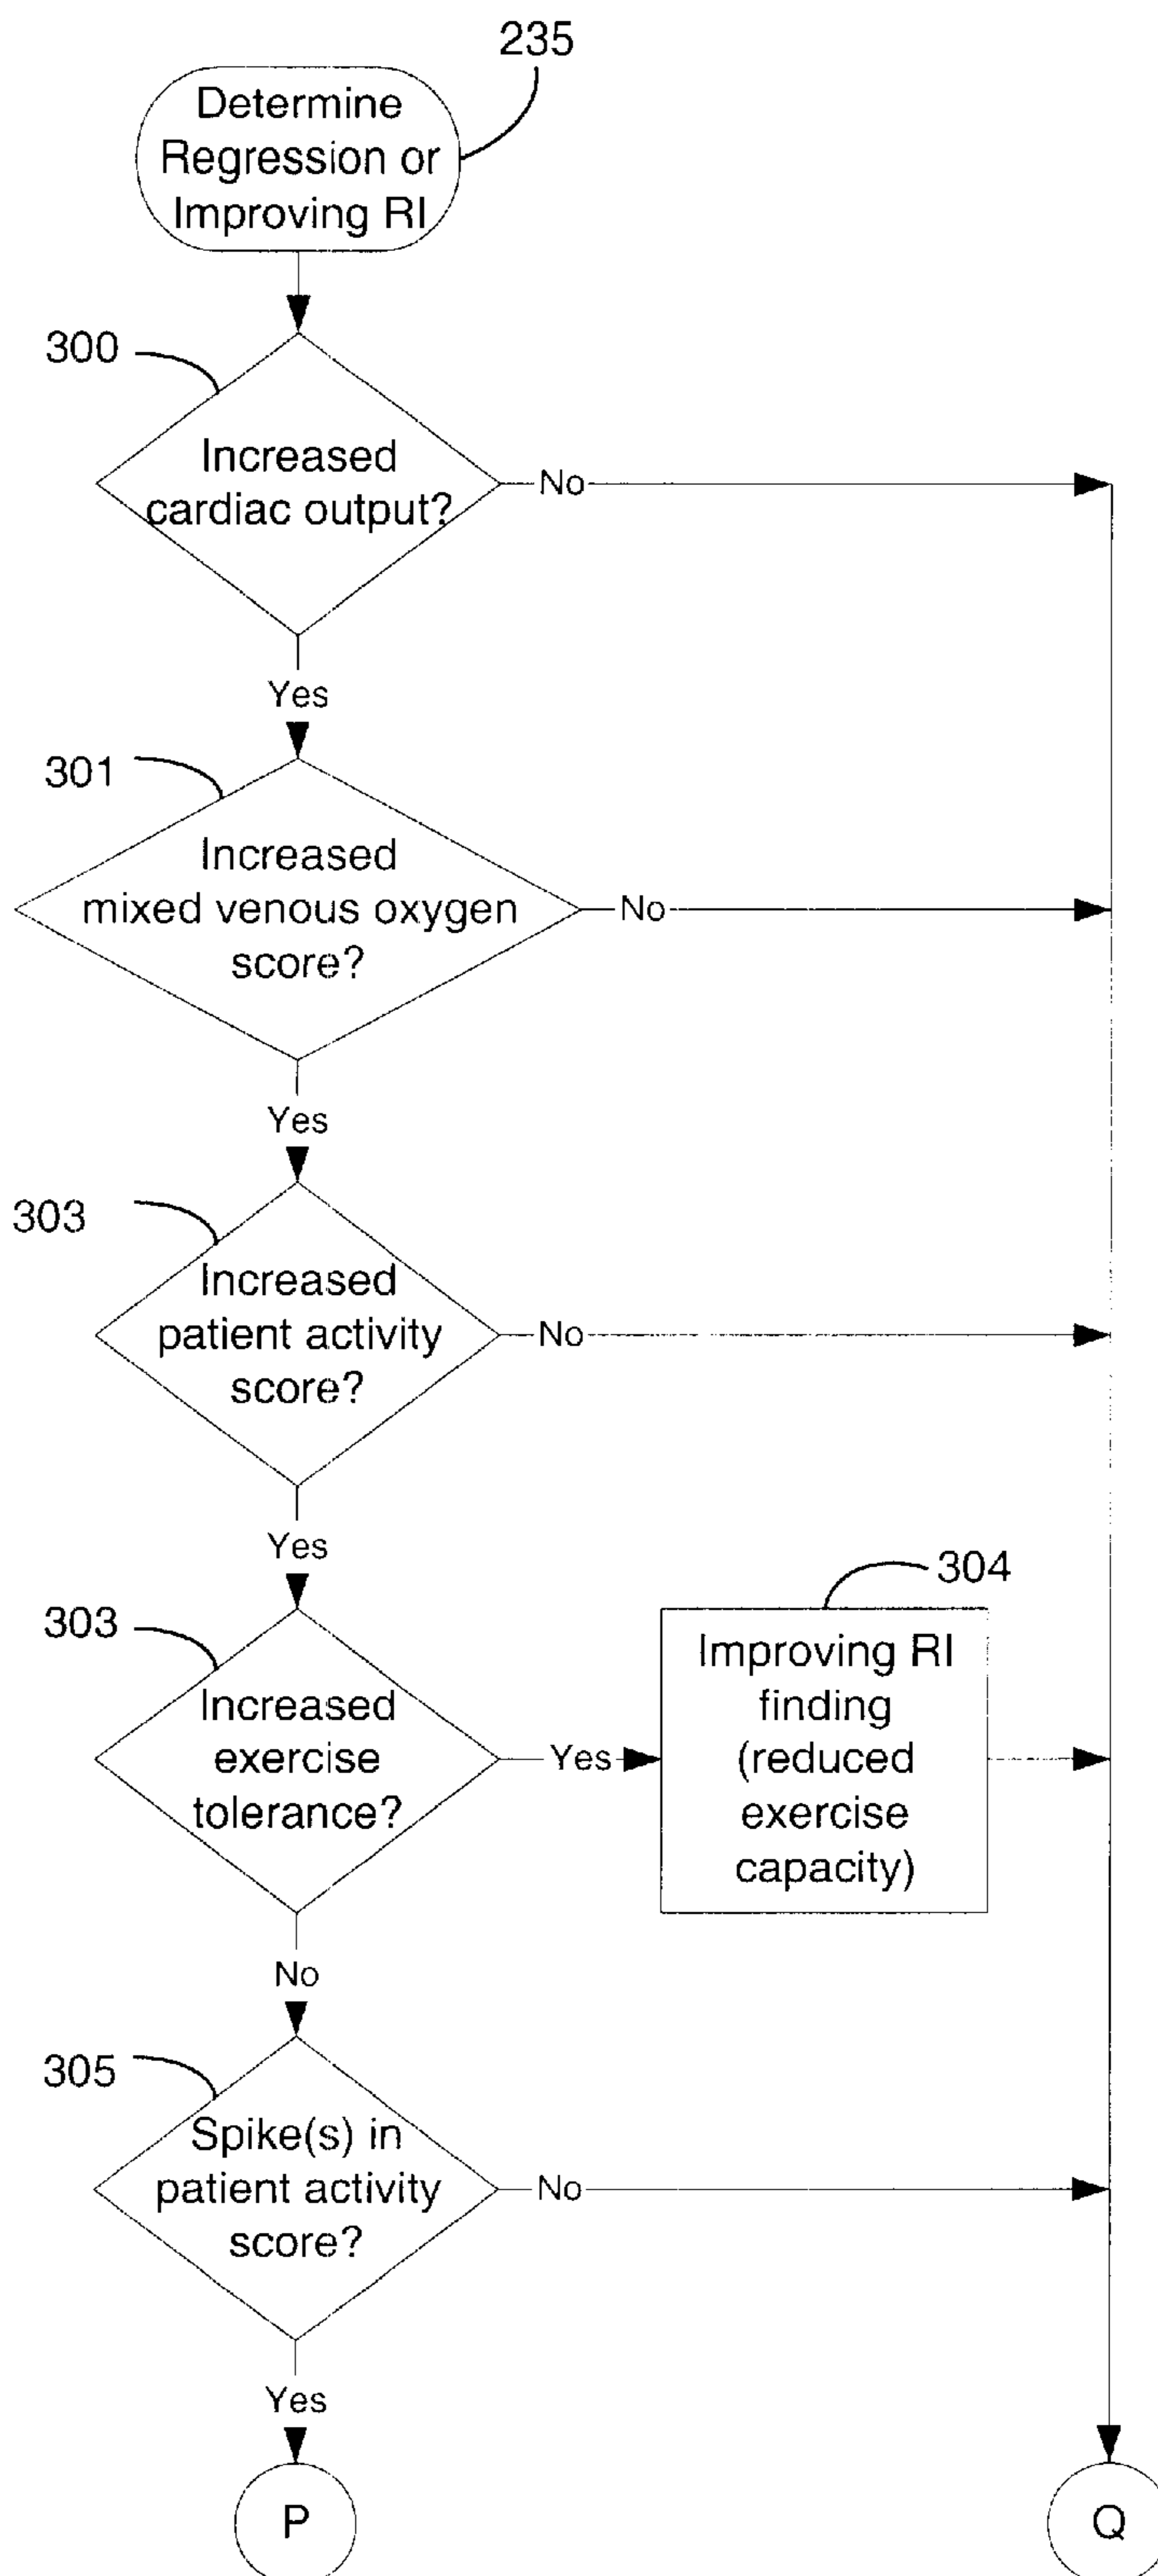 235
Determine
Regression or
Improving RI
300
Increased
cardiac output?
No
Yes
301
Increased
mixed venous oxygen
score?
No
Yes
303
Increased
patient activity
score?
No
Yes
303
Increased
exercise
tolerance?
Yes
304
Improving RI
finding
(reduced
exercise
capacity)
No
305
Spike(s) in
patient activity
score?
No
Yes
P
Q